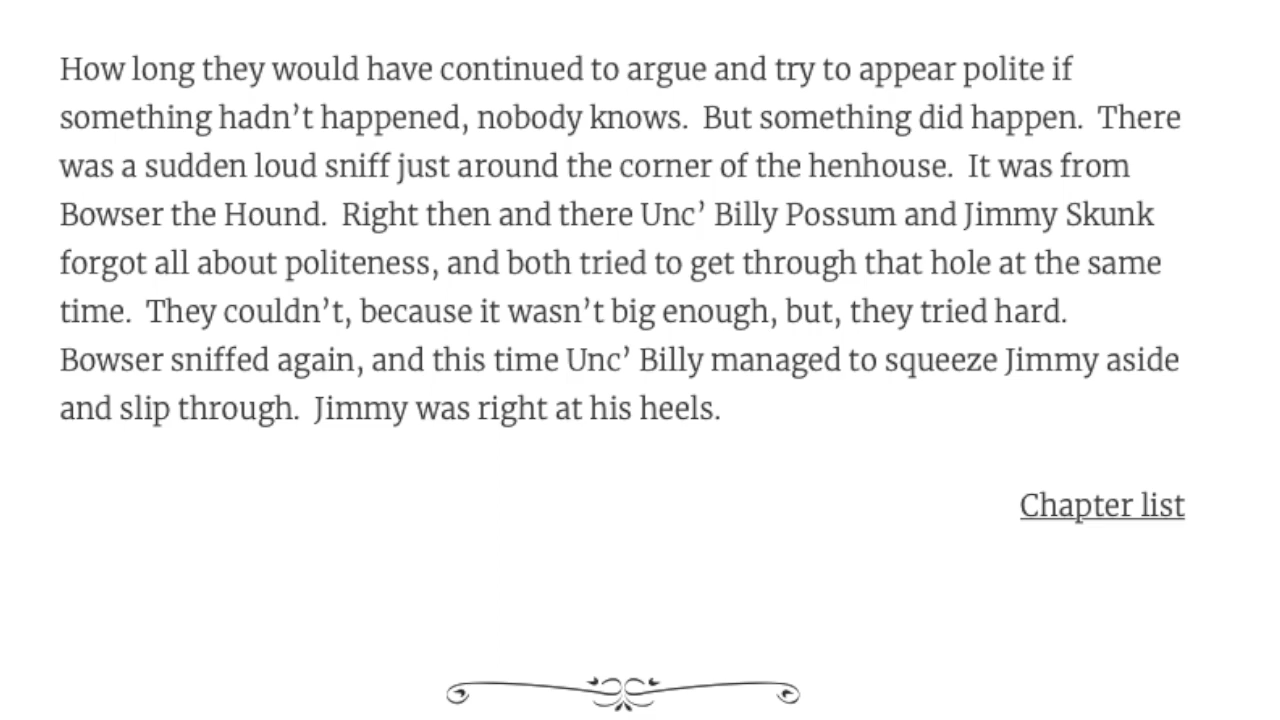 How long they would have continued to argue and try to appear polite if
something hadn’t happened, nobody knows.  But something did happen.  There
was a sudden loud sniff just around the corner of the henhouse.  It was from
Bowser the Hound.  Right then and there Unc’ Billy Possum and Jimmy Skunk
forgot all about politeness, and both tried to get through that hole at the same
time.  They couldn’t, because it wasn’t big enough, but, they tried hard.
Bowser sniffed again, and this time Unc’ Billy managed to squeeze Jimmy aside
and slip through.  Jimmy was right at his heels.
Chapter list